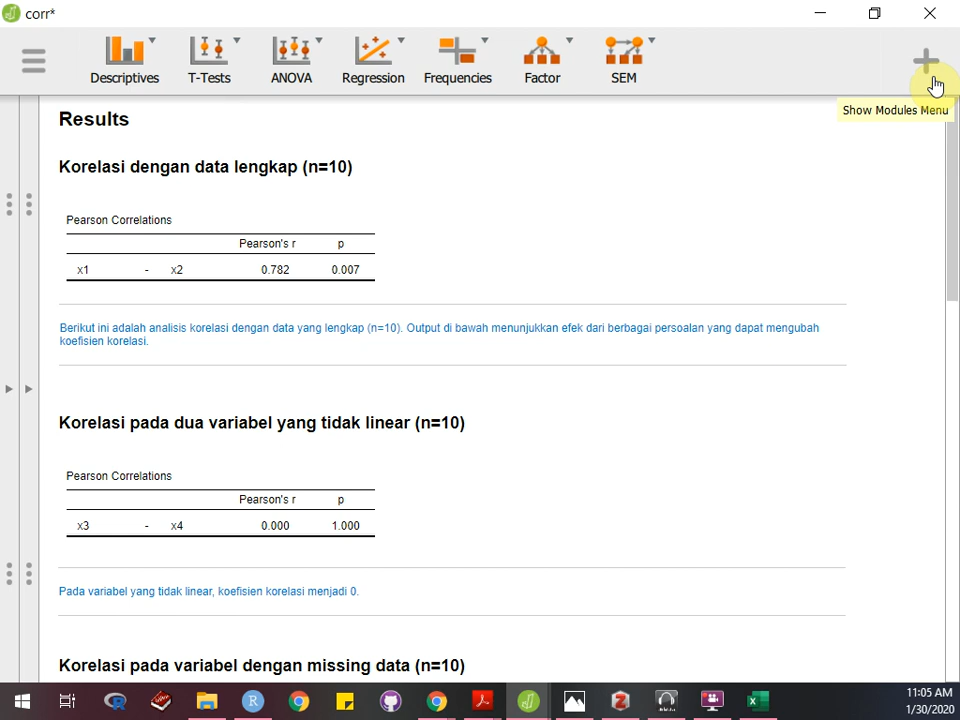 corr*
Descriptives
T-Tests
ANOVA
Regression
Frequencies
Factor
SEM
Show Modules Menu
Results
Korelasi dengan data lengkap (n=10)
Pearson Correlations
Pearson's r p
x1 - x2 0.782 0.007
Berikut ini adalah analisis korelasi dengan data yang lengkap (n=10). Output di bawah menunjukkan efek dari berbagai persoalan yang dapat mengubah
koefisien korelasi.
Korelasi pada dua variabel yang tidak linear (n=10)
Pearson Correlations
Pearson's r p
x3 - x4 0.000 1.000
Pada variabel yang tidak linear, koefisien korelasi menjadi 0.
Korelasi pada variabel dengan missing data (n=10)
11:05 AM
1/30/2020